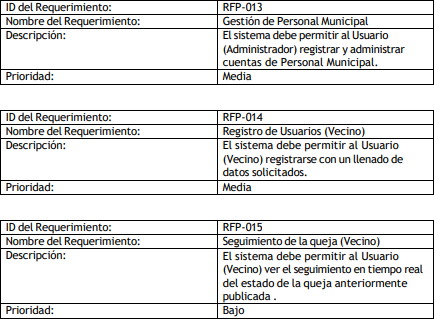 ID del Requerimiento: RFP-013
Nombre del Requerimiento: Gestión de Personal Municipal
Descripción: El sistema debe permitir al Usuario
(Administrador) registrar y administrar
cuentas de Personal Municipal.
Prioridad: Media
ID del Requerimiento: RFP-014
Nombre del Requerimiento: Registro de Usuarios (Vecino)
Descripción: El sistema debe permitir al Usuario
(Vecino) registrarse con un llenado de
datos solicitados.
Prioridad: Media
ID del Requerimiento: RFP-015
Nombre del Requerimiento: Seguimiento de la queja (Vecino)
Descripción: El sistema debe permitir al Usuario
(Vecino) ver el seguimiento en tiempo real
del estado de la queja anteriormente
publicada .
Prioridad: Bajo